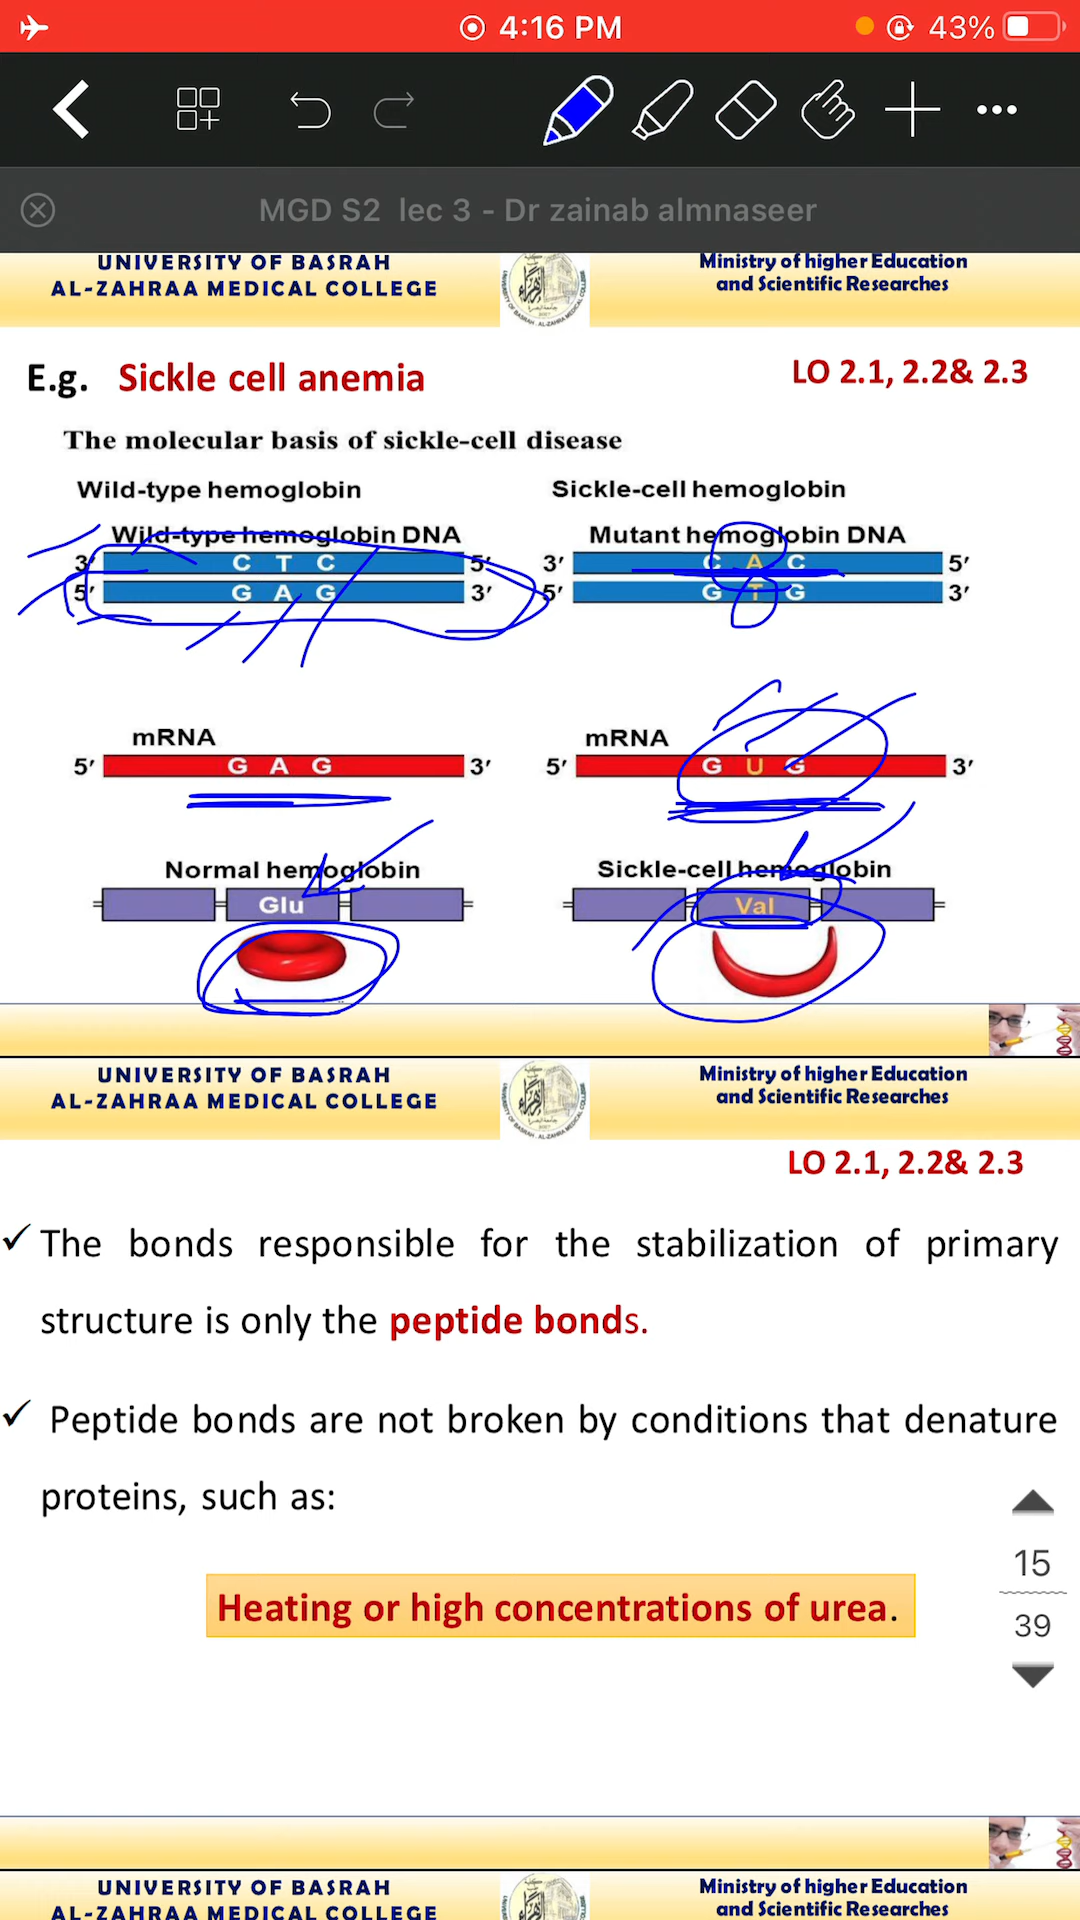 4:16 PM
43%
MGD S2 lec 3 - Dr zainab almnaseer
UNIVERSITY OF BASRAH
AL-ZAHRAA MEDICAL COLLEGE
Ministry of higher Education
and Scientific Researches
E.g. Sickle cell anemia
LO 2.1, 2.2& 2.3
The molecular basis of sickle-cell disease
Wild-type hemoglobin
Sickle-cell hemoglobin
Wild-type hemoglobin DNA
Mutant hemoglobin DNA
3′ C T C 5′
3′ C A C 5′
5′ G A G 3′
5′ G T G 3′
mRNA
mRNA
5′ G A G 3′
5′ G U G 3′
Normal hemoglobin
Sickle-cell hemoglobin
Glu
Val
UNIVERSITY OF BASRAH
AL-ZAHRAA MEDICAL COLLEGE
Ministry of higher Education
and Scientific Researches
LO 2.1, 2.2& 2.3
✓ The bonds responsible for the stabilization of primary
structure is only the peptide bonds.
✓ Peptide bonds are not broken by conditions that denature
proteins, such as:
Heating or high concentrations of urea.
15
39
UNIVERSITY OF BASRAH
AL-ZAHRAA MEDICAL COLLEGE
Ministry of higher Education
and Scientific Researches